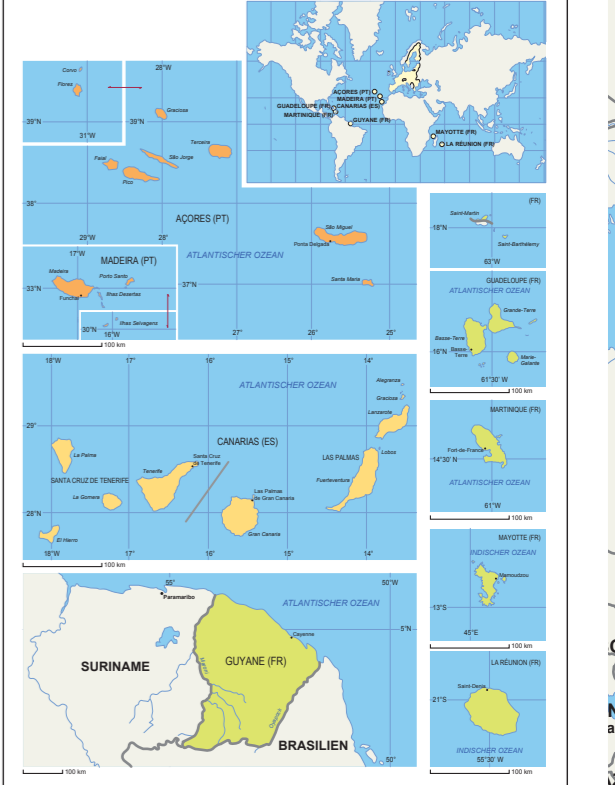 AÇORES (PT)
MADEIRA (PT)
GUADELOUPE (FR)
CANARIAS (ES)
MARTINIQUE (FR)
GUYANE (FR)
MAYOTTE (FR)
LA RÉUNION (FR)
28°W
Corvo
Flores
39°N
31°W
39°N
Graciosa
Terceira
Faial
São Jorge
Pico
38°
AÇORES (PT)
São Miguel
Ponta Delgada
29°W
28°
ATLANTISCHER OZEAN
Santa Maria
37°N
27°
26°
25°
17°W
MADEIRA (PT)
Madeira
Porto Santo
33°N
Ilhas Desertas
Funchal
30°N
16°W
Ilhas Selvagens
100 km
18°W
17°
16°
15°
14°
ATLANTISCHER OZEAN
Alegranza
Graciosa
Lanzarote
29°
CANARIAS (ES)
La Palma
Santa Cruz
de Tenerife
LAS PALMAS
Lobos
Tenerife
SANTA CRUZ DE TENERIFE
Fuerteventura
La Gomera
Las Palmas
de Gran Canaria
28°N
El Hierro
Gran Canaria
18°W
17°
16°
15°
14°
100 km
55°
50°W
Paramaribo
ATLANTISCHER OZEAN
5°N
Cayenne
SURINAME
GUYANE (FR)
Maroni
Oyapock
BRASILIEN
50°
100 km
(FR)
Saint-Martin
18°N
Saint-Barthélemy
63°W
GUADELOUPE (FR)
ATLANTISCHER OZEAN
Grande-Terre
Basse-Terre
Basse-
Terre
16°N
Marie-
Galante
61°30' W
100 km
MARTINIQUE (FR)
Fort-de-France
14°30' N
ATLANTISCHER OZEAN
61°W
100 km
MAYOTTE (FR)
INDISCHER OZEAN
Mamoudzou
13°S
45°E
100 km
LA RÉUNION (FR)
Saint-Denis
21°S
INDISCHER OZEAN
55°30' W
100 km